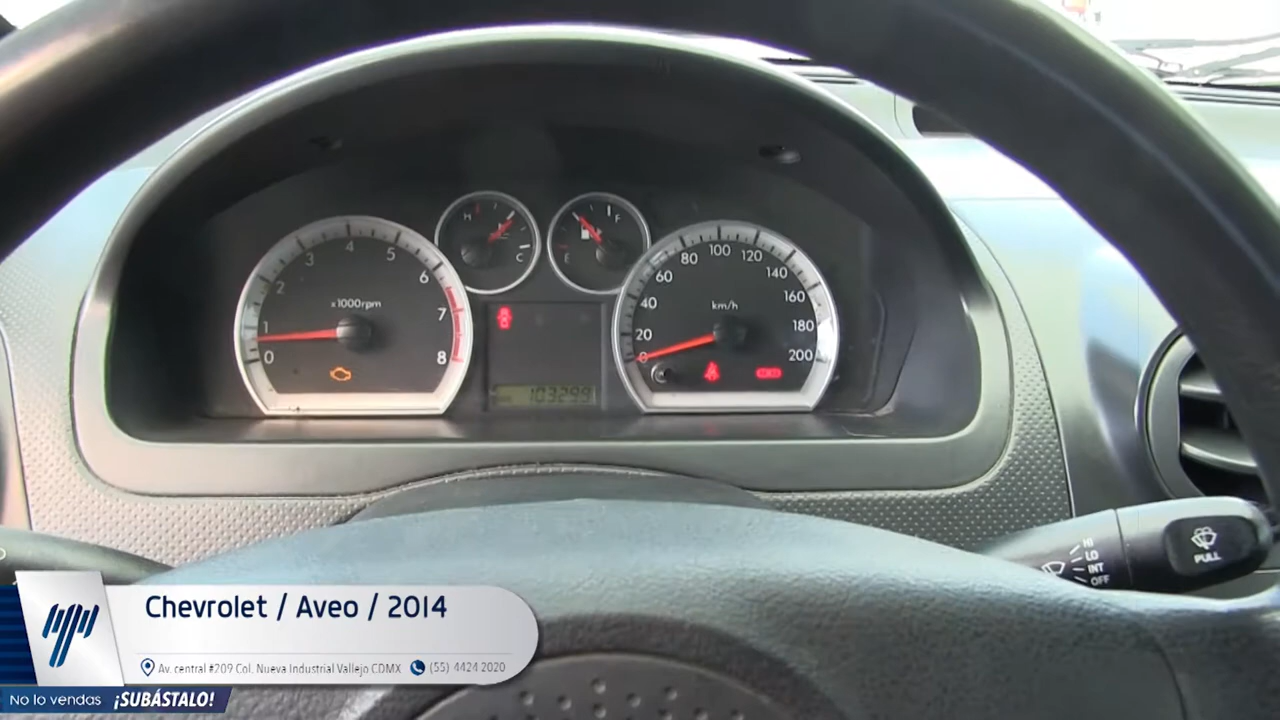 H
C
F
E
0
1
2
3
4
5
6
7
8
x1000rpm
103299
0
20
40
60
80
100
120
140
160
180
200
km/h
HI
LO
INT
OFF
PULL
Chevrolet / Aveo / 2014
Av. central #209 Col. Nueva Industrial Vallejo CDMX (55) 4424 2020
No lo vendas ¡SUBÁSTALO!